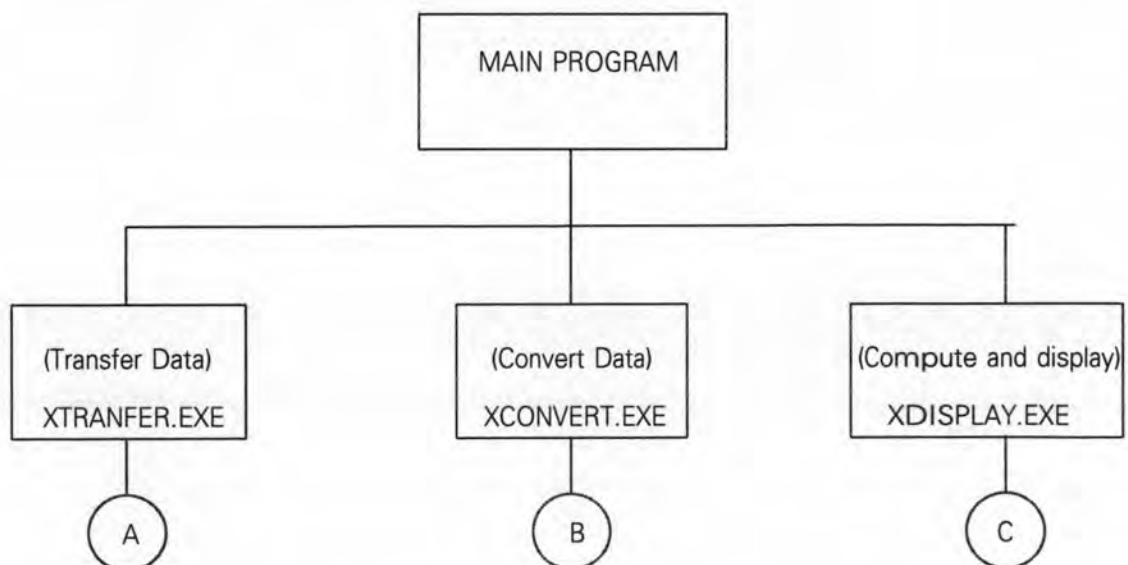 MAIN PROGRAM
(Transfer Data)
XTRANFER.EXE
(Convert Data)
XCONVERT.EXE
(Compute and display)
XDISPLAY.EXE
A
B
C